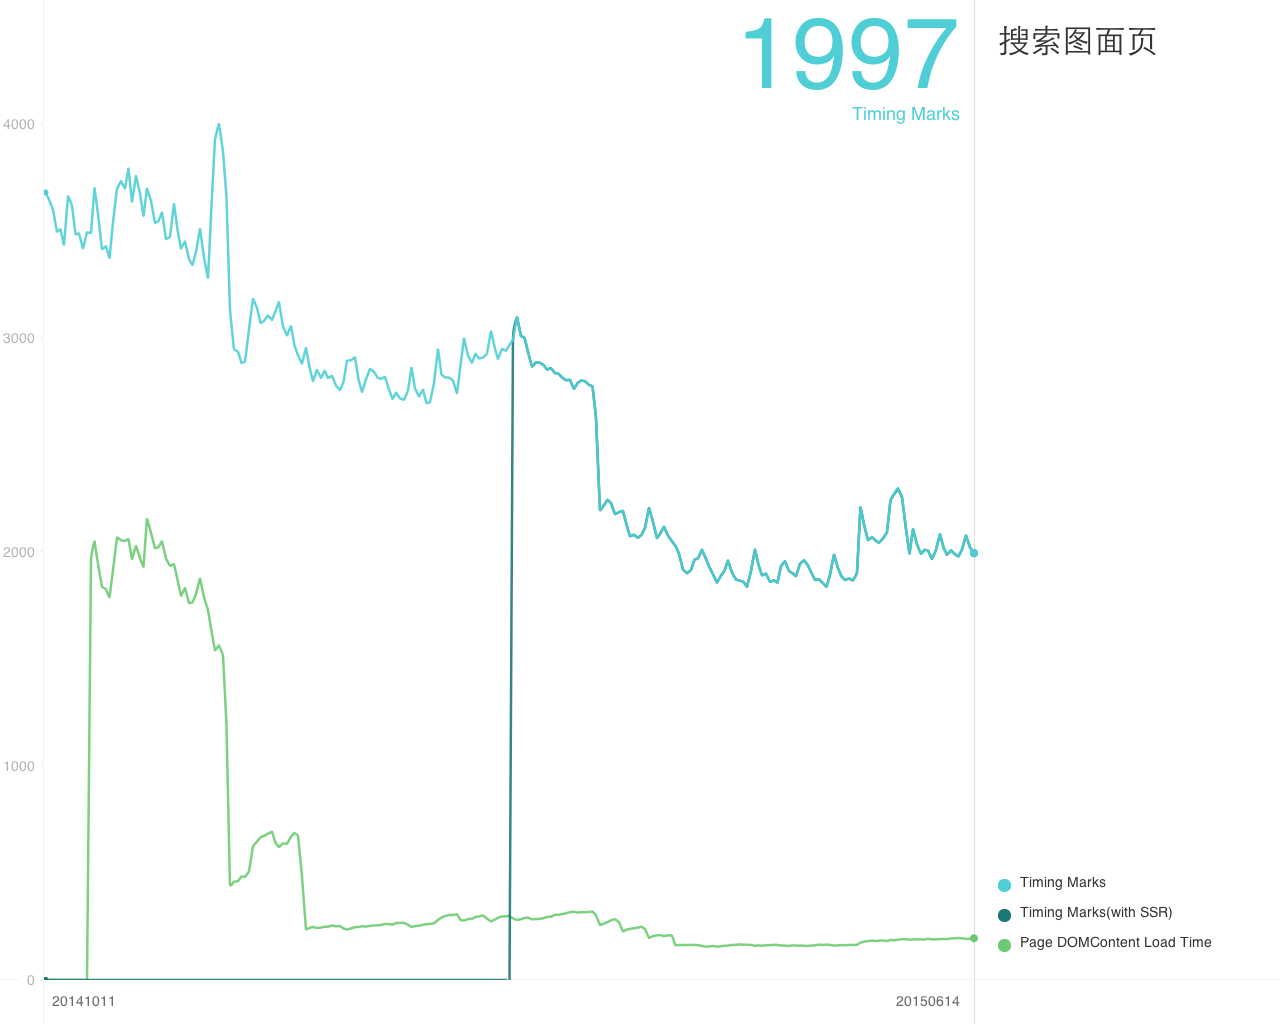 1997
Timing Marks
搜索图面页
4000
3000
2000
1000
0
20141011
20150614
Timing Marks
Timing Marks(with SSR)
Page DOMContent Load Time